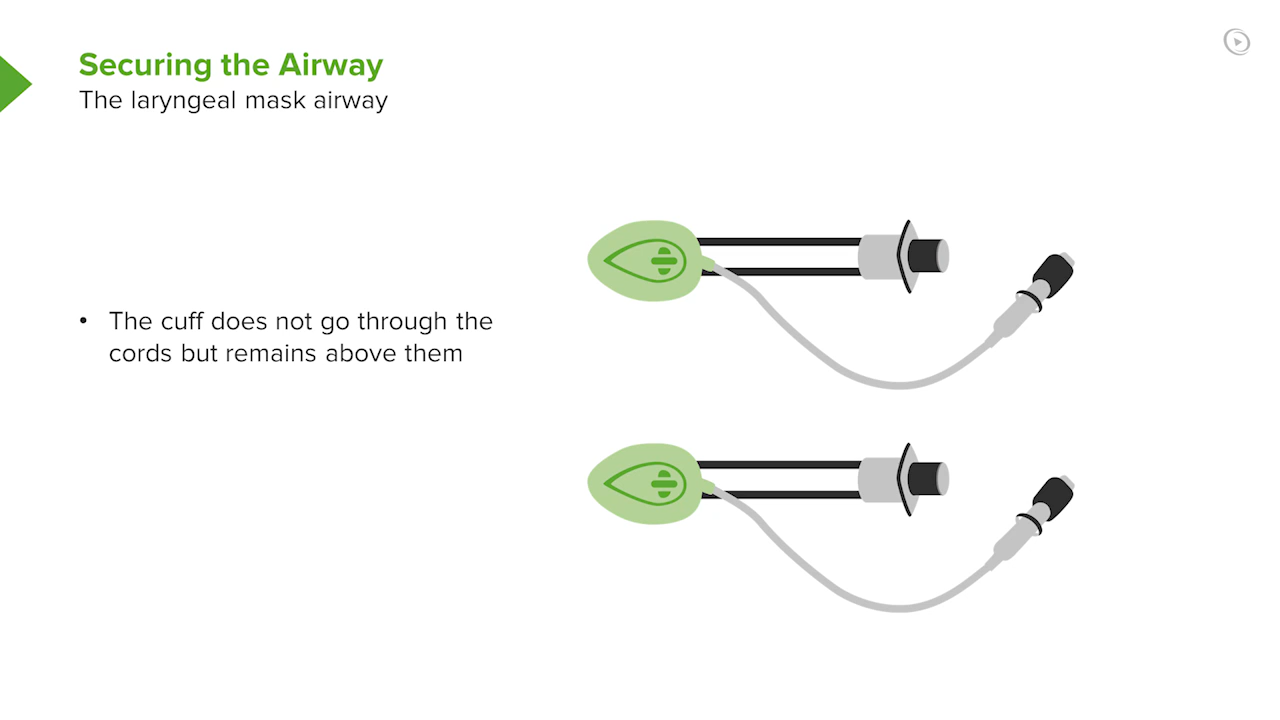 Securing the Airway
The laryngeal mask airway
• The cuff does not go through the
cords but remains above them